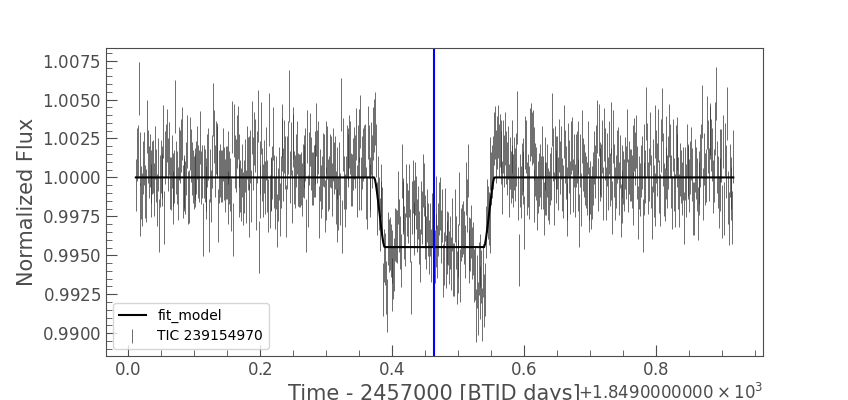 1.0075
1.0050
1.0025
1.0000
0.9975
0.9950
0.9925
0.9900
Normalized Flux
fit_model
TIC 239154970
0.0 0.2 0.4 0.6 0.8
Time - 2457000 [BTJD days]
+1.8490000000 × 10³